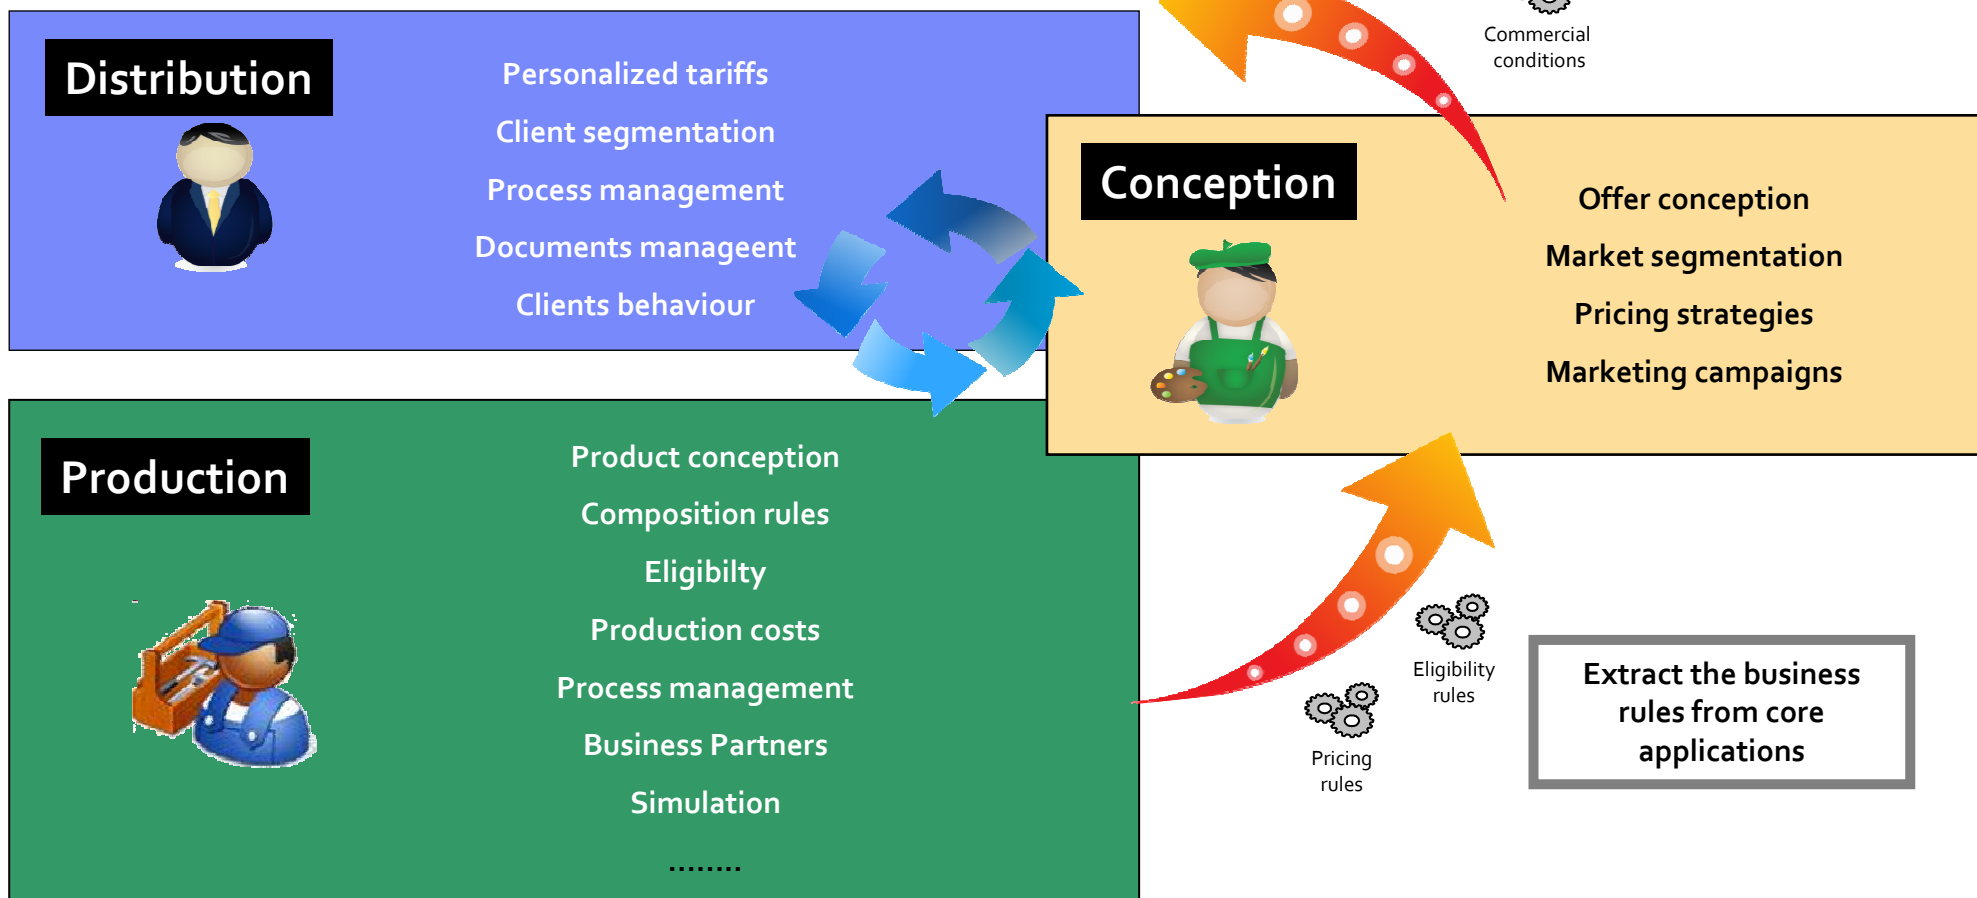 Commercial
conditions
Distribution
Personalized tariffs
Client segmentation
Process management
Documents manageent
Clients behaviour
Conception
Offer conception
Market segmentation
Pricing strategies
Marketing campaigns
Production
Product conception
Composition rules
Eligibilty
Production costs
Process management
Business Partners
Simulation
........
Eligibility
rules
Pricing
rules
Extract the business
rules from core
applications